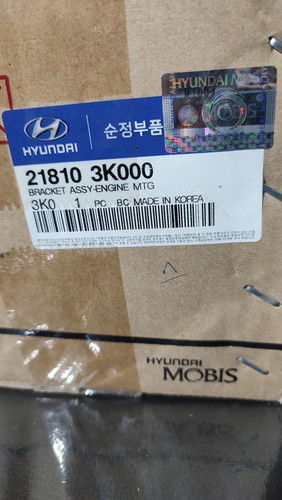 HYUNDAI
순정부품
HYUNDAI MOBIS
21810 3K000
BRACKET ASSY-ENGINE MTG
3K0 1 PC BC MADE IN KOREA
HYUNDAI
MOBIS